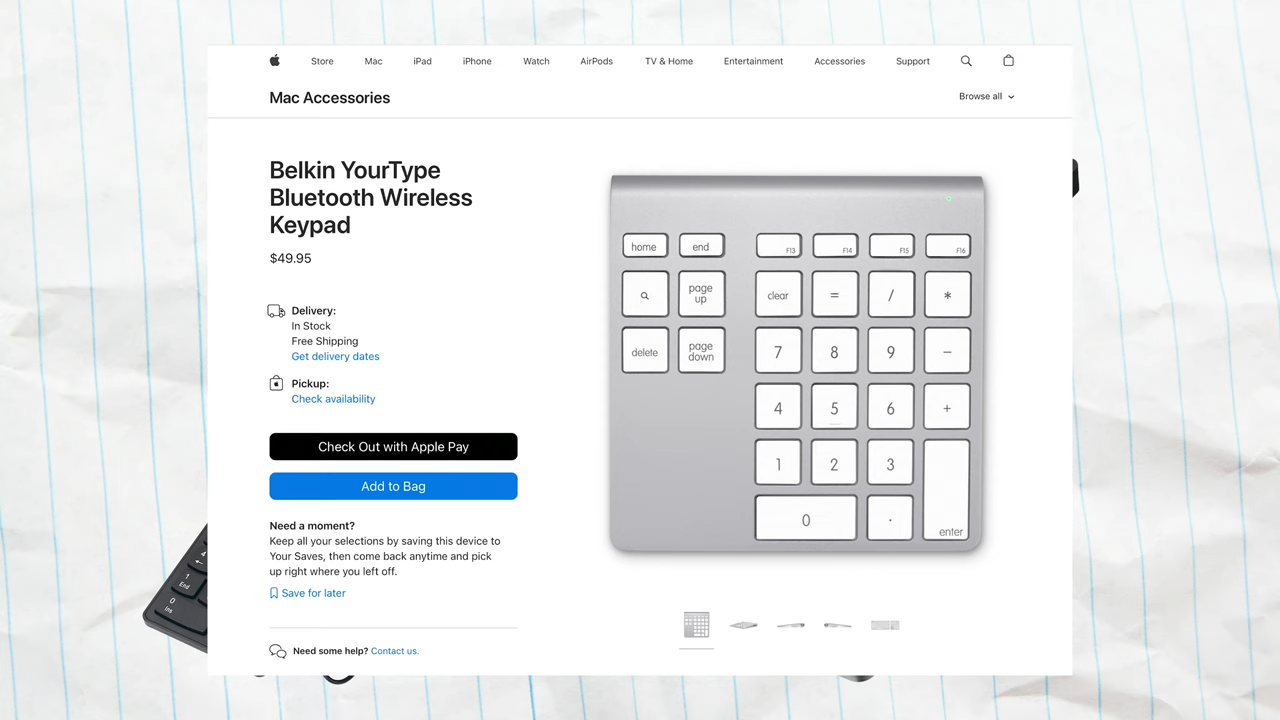 Store Mac iPad iPhone Watch AirPods TV & Home Entertainment Accessories Support
Mac Accessories
Browse all
Belkin YourType
Bluetooth Wireless
Keypad
$49.95
Delivery:
In Stock
Free Shipping
Get delivery dates
Pickup:
Check availability
Check Out with Apple Pay
Add to Bag
Need a moment?
Keep all your selections by saving this device to
Your Saves, then come back anytime and pick
up right where you left off.
Save for later
Need some help? Contact us.
home end F13 F14 F15 F16
page up clear = / *
delete page down 7 8 9 −
4 5 6 +
1 2 3
0 . enter
4
1
End
0
Ins